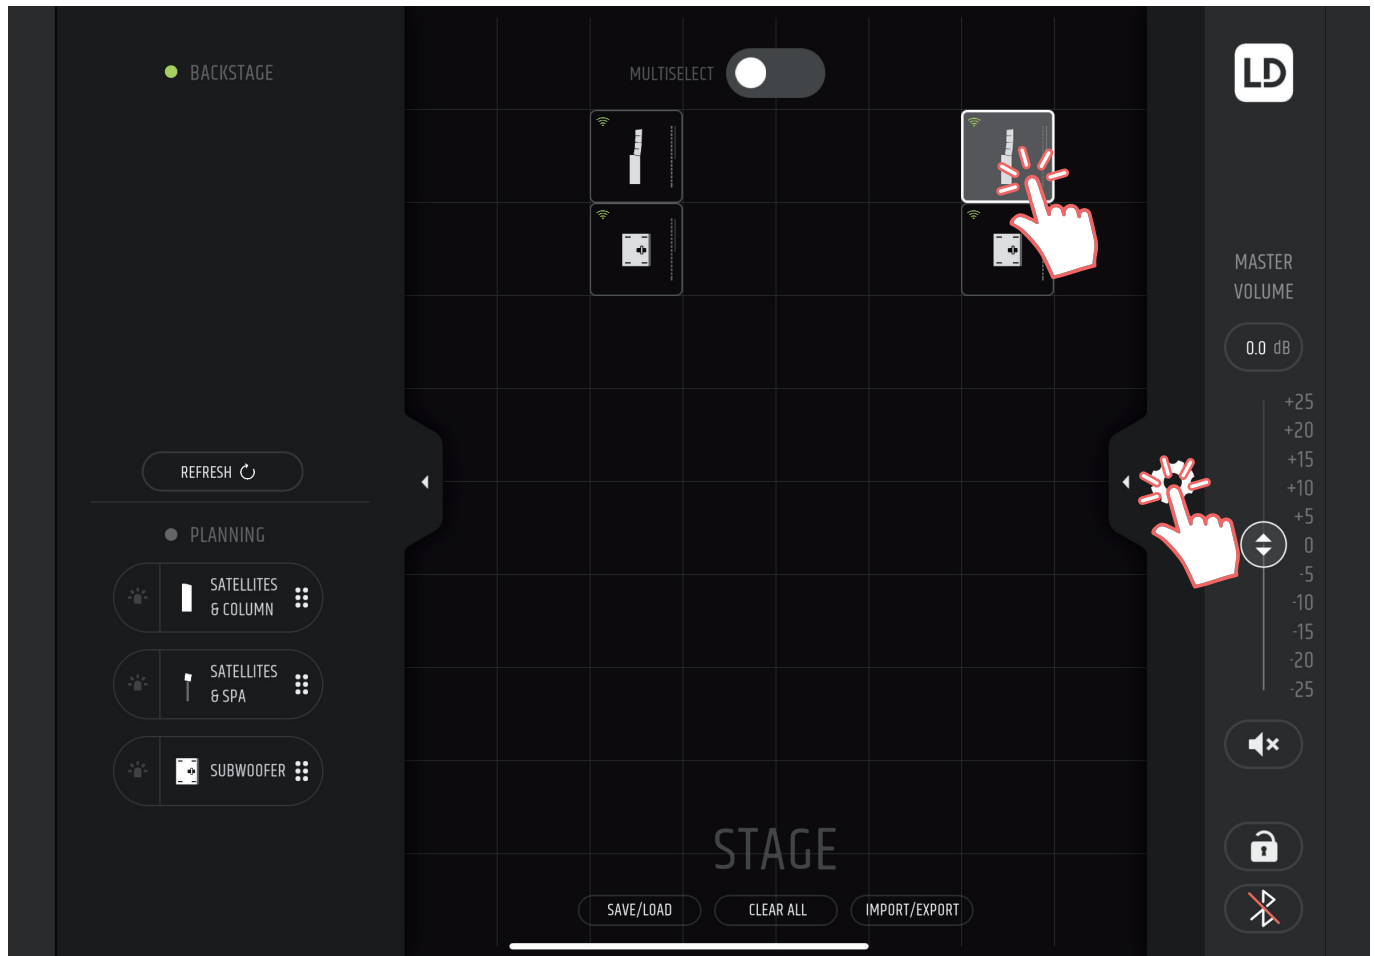 BACKSTAGE
MULTISELECT
LD
MASTER
VOLUME
0.0 dB
+25
+20
+15
+10
+5
0
-5
-10
-15
-20
-25
REFRESH
PLANNING
SATELLITES
& COLUMN
SATELLITES
& SPA
SUBWOOFER
STAGE
SAVE/LOAD
CLEAR ALL
IMPORT/EXPORT